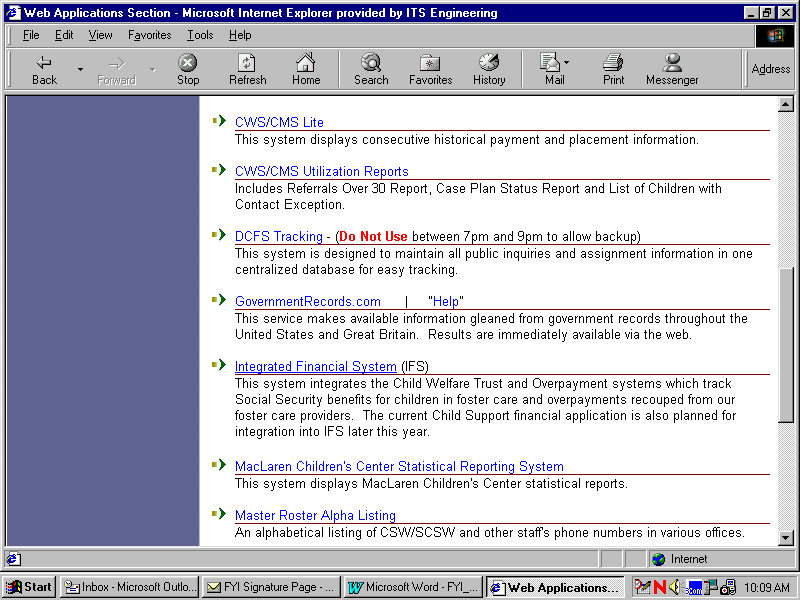 Web Applications Section - Microsoft Internet Explorer provided by ITS Engineering
File Edit View Favorites Tools Help
Back Forward Stop Refresh Home Search Favorites History Mail Print Messenger Address
CWS/CMS Lite
This system displays consecutive historical payment and placement information.
CWS/CMS Utilization Reports
Includes Referrals Over 30 Report, Case Plan Status Report and List of Children with
Contact Exception.
DCFS Tracking - (Do Not Use between 7pm and 9pm to allow backup)
This system is designed to maintain all public inquiries and assignment information in one
centralized database for easy tracking.
GovernmentRecords.com | "Help"
This service makes available information gleaned from government records throughout the
United States and Great Britain. Results are immediately available via the web.
Integrated Financial System (IFS)
This system integrates the Child Welfare Trust and Overpayment systems which track
Social Security benefits for children in foster care and overpayments recouped from our
foster care providers. The current Child Support financial application is also planned for
integration into IFS later this year.
MacLaren Children's Center Statistical Reporting System
This system displays MacLaren Children's Center statistical reports.
Master Roster Alpha Listing
An alphabetical listing of CSW/SCSW and other staff's phone numbers in various offices.
Internet
Start Inbox - Microsoft Outlo... FYI Signature Page - ... Microsoft Word - FYI_... Web Applications... N Com 10:09 AM